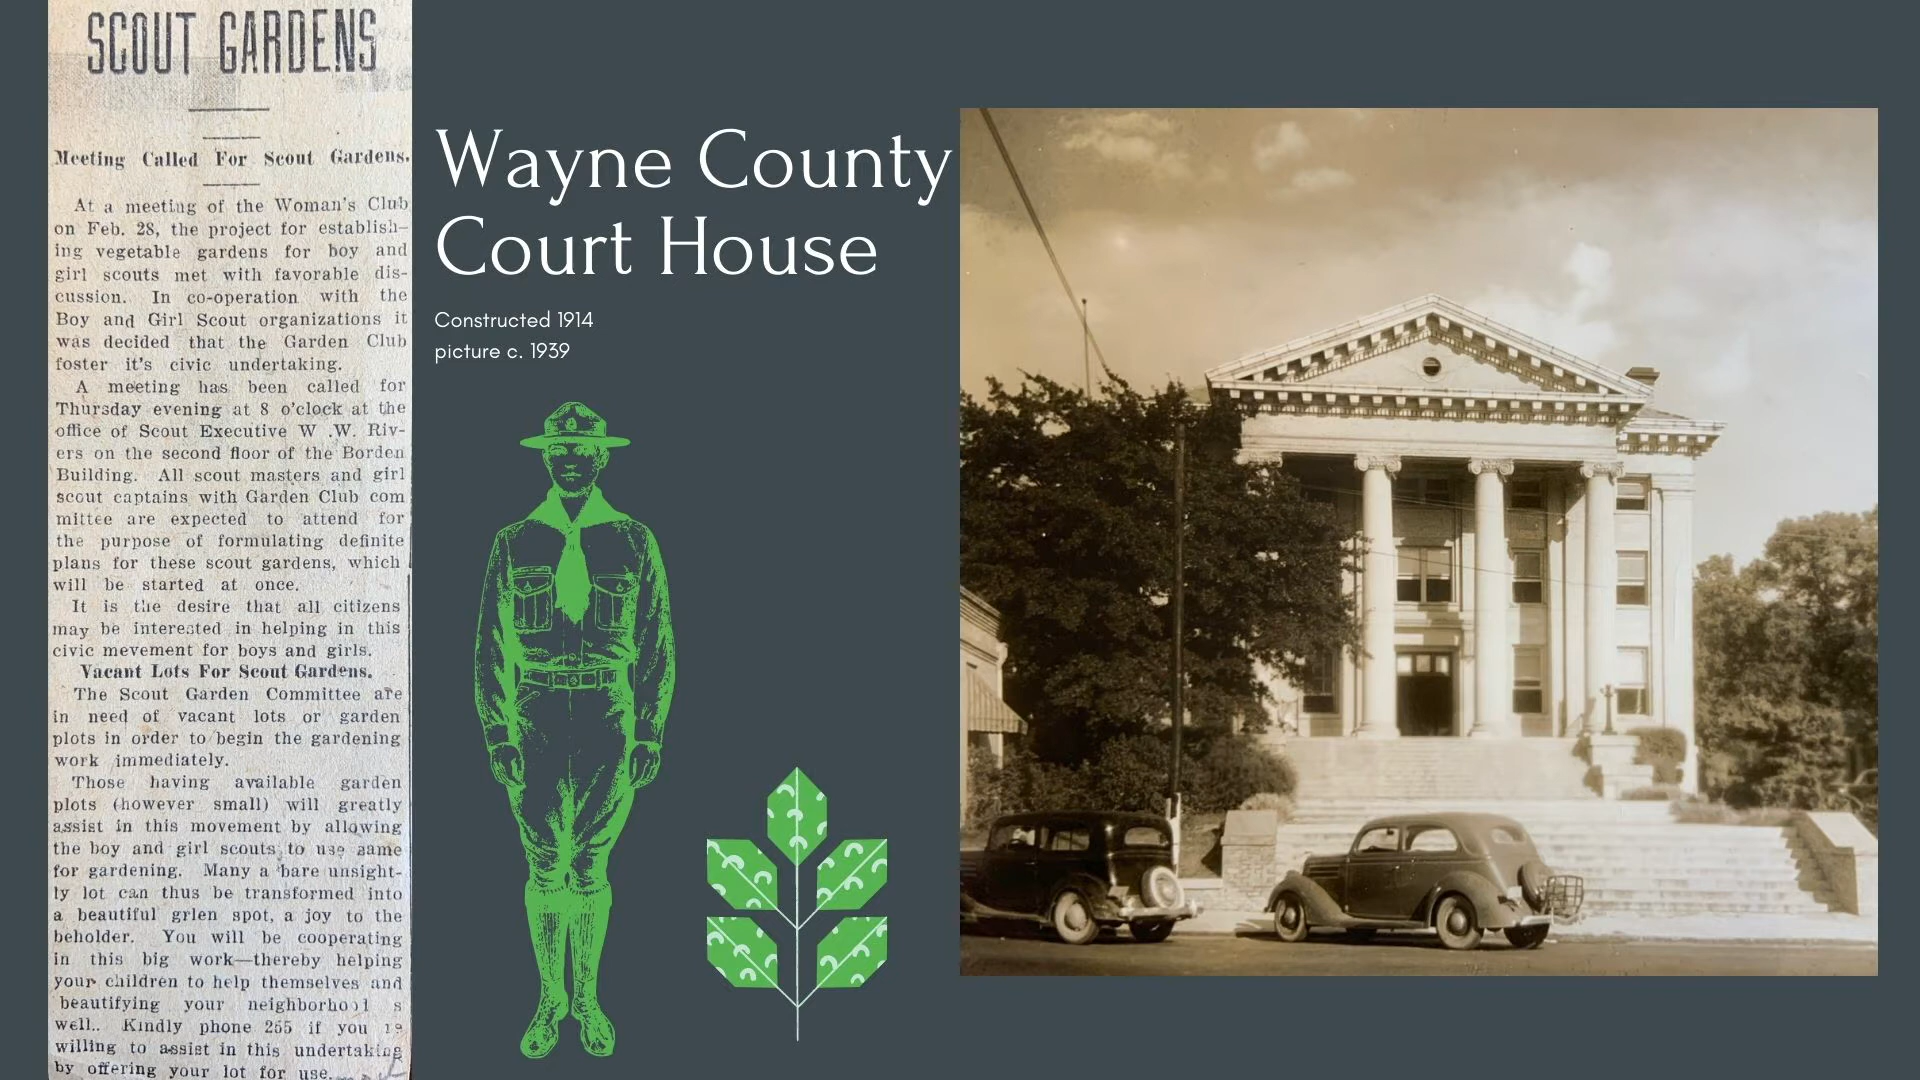 SCOUT GARDENS
Meeting Called For Scout Gardens.
At a meeting of the Woman's Club
on Feb. 28, the project for establish-
ing vegetable gardens for boy and
girl scouts met with favorable dis-
cussion. In co-operation with the
Boy and Girl Scout organizations it
was decided that the Garden Club
foster it's civic undertaking.
A meeting has been called for
Thursday evening at 8 o'clock at the
office of Scout Executive W .W. Riv-
ers on the second floor of the Borden
Building. All scout masters and girl
scout captains with Garden Club com
mittee are expected to attend for
the purpose of formulating definite
plans for these scout gardens, which
will be started at once.
It is the desire that all citizens
may be interested in helping in this
civic mevement for boys and girls.
Vacant Lots For Scout Gardens.
The Scout Garden Committee are
in need of vacant lots or garden
plots in order to begin the gardening
work immediately.
Those having available garden
plots (however small) will greatly
assist in this movement by allowing
the boy and girl scouts to use same
for gardening. Many a bare unsight-
ly lot can thus be transformed into
a beautiful grlen spot, a joy to the
beholder. You will be cooperating
in this big work—thereby helping
your children to help themselves and
beautifying your
well.. Kindly phone 255 if you
willing to assist in this undertaking
by offering your lot for use.
Wayne County
Court House
Constructed 1914
picture c. 1939